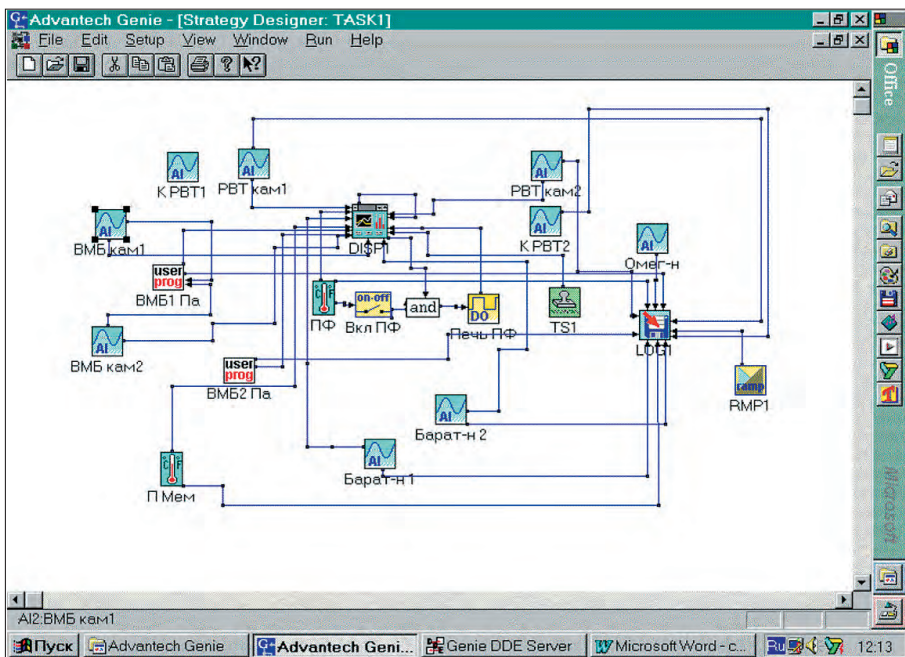 Advantech Genie - [Strategy Designer: TASK1]
File Edit Setup View Window Run Help
Office
AI
К РВТ1
AI
РВТ кам1
AI
РВТ кам2
AI
ВМБ кам1
DISP1
AI
К РВТ2
AI
Омег-н
user prog
ВМБ1 Па
C F
ПФ
on-off
Вкл ПФ
and
DO
Печь ПФ
TS1
LOG1
AI
ВМБ кам2
user prog
ВМБ2 Па
ramp
RMP1
AI
Барат-н 2
AI
Барат-н 1
C F
П Мем
Microsoft
AI2:ВМБ кам1
Пуск Advantech Genie Advantech Geni... Genie DDE Server Microsoft Word - с... Ru 12:13